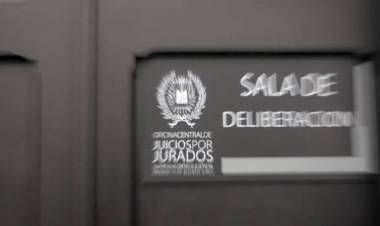 SALA DE
DELIBERACION
OFICINA CENTRAL DE
JUICIOS POR
JURADOS